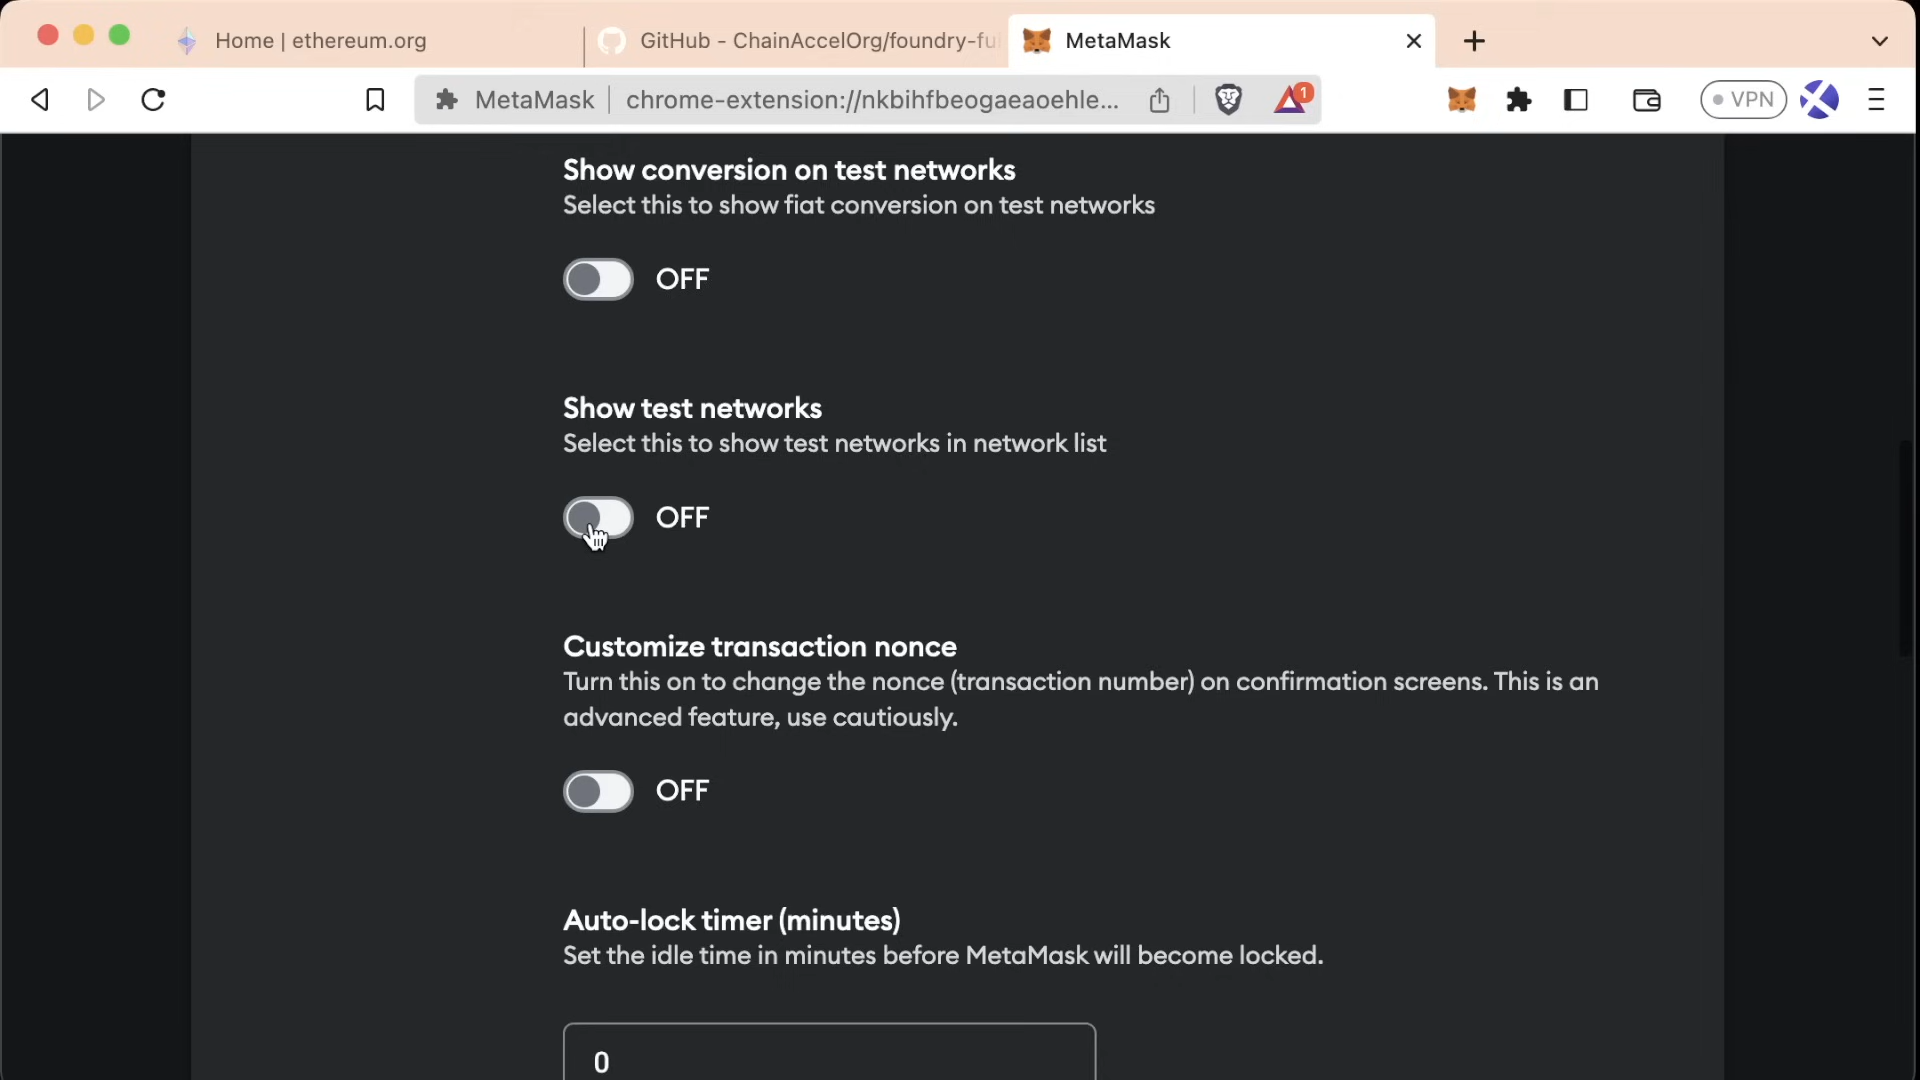 Home | ethereum.org
GitHub - ChainAccelOrg/foundry-ful
MetaMask
MetaMask
chrome-extension://nkbihfbeogaeaoehle...
1
VPN
Show conversion on test networks
Select this to show fiat conversion on test networks
OFF
Show test networks
Select this to show test networks in network list
OFF
Customize transaction nonce
Turn this on to change the nonce (transaction number) on confirmation screens. This is an
advanced feature, use cautiously.
OFF
Auto-lock timer (minutes)
Set the idle time in minutes before MetaMask will become locked.
0